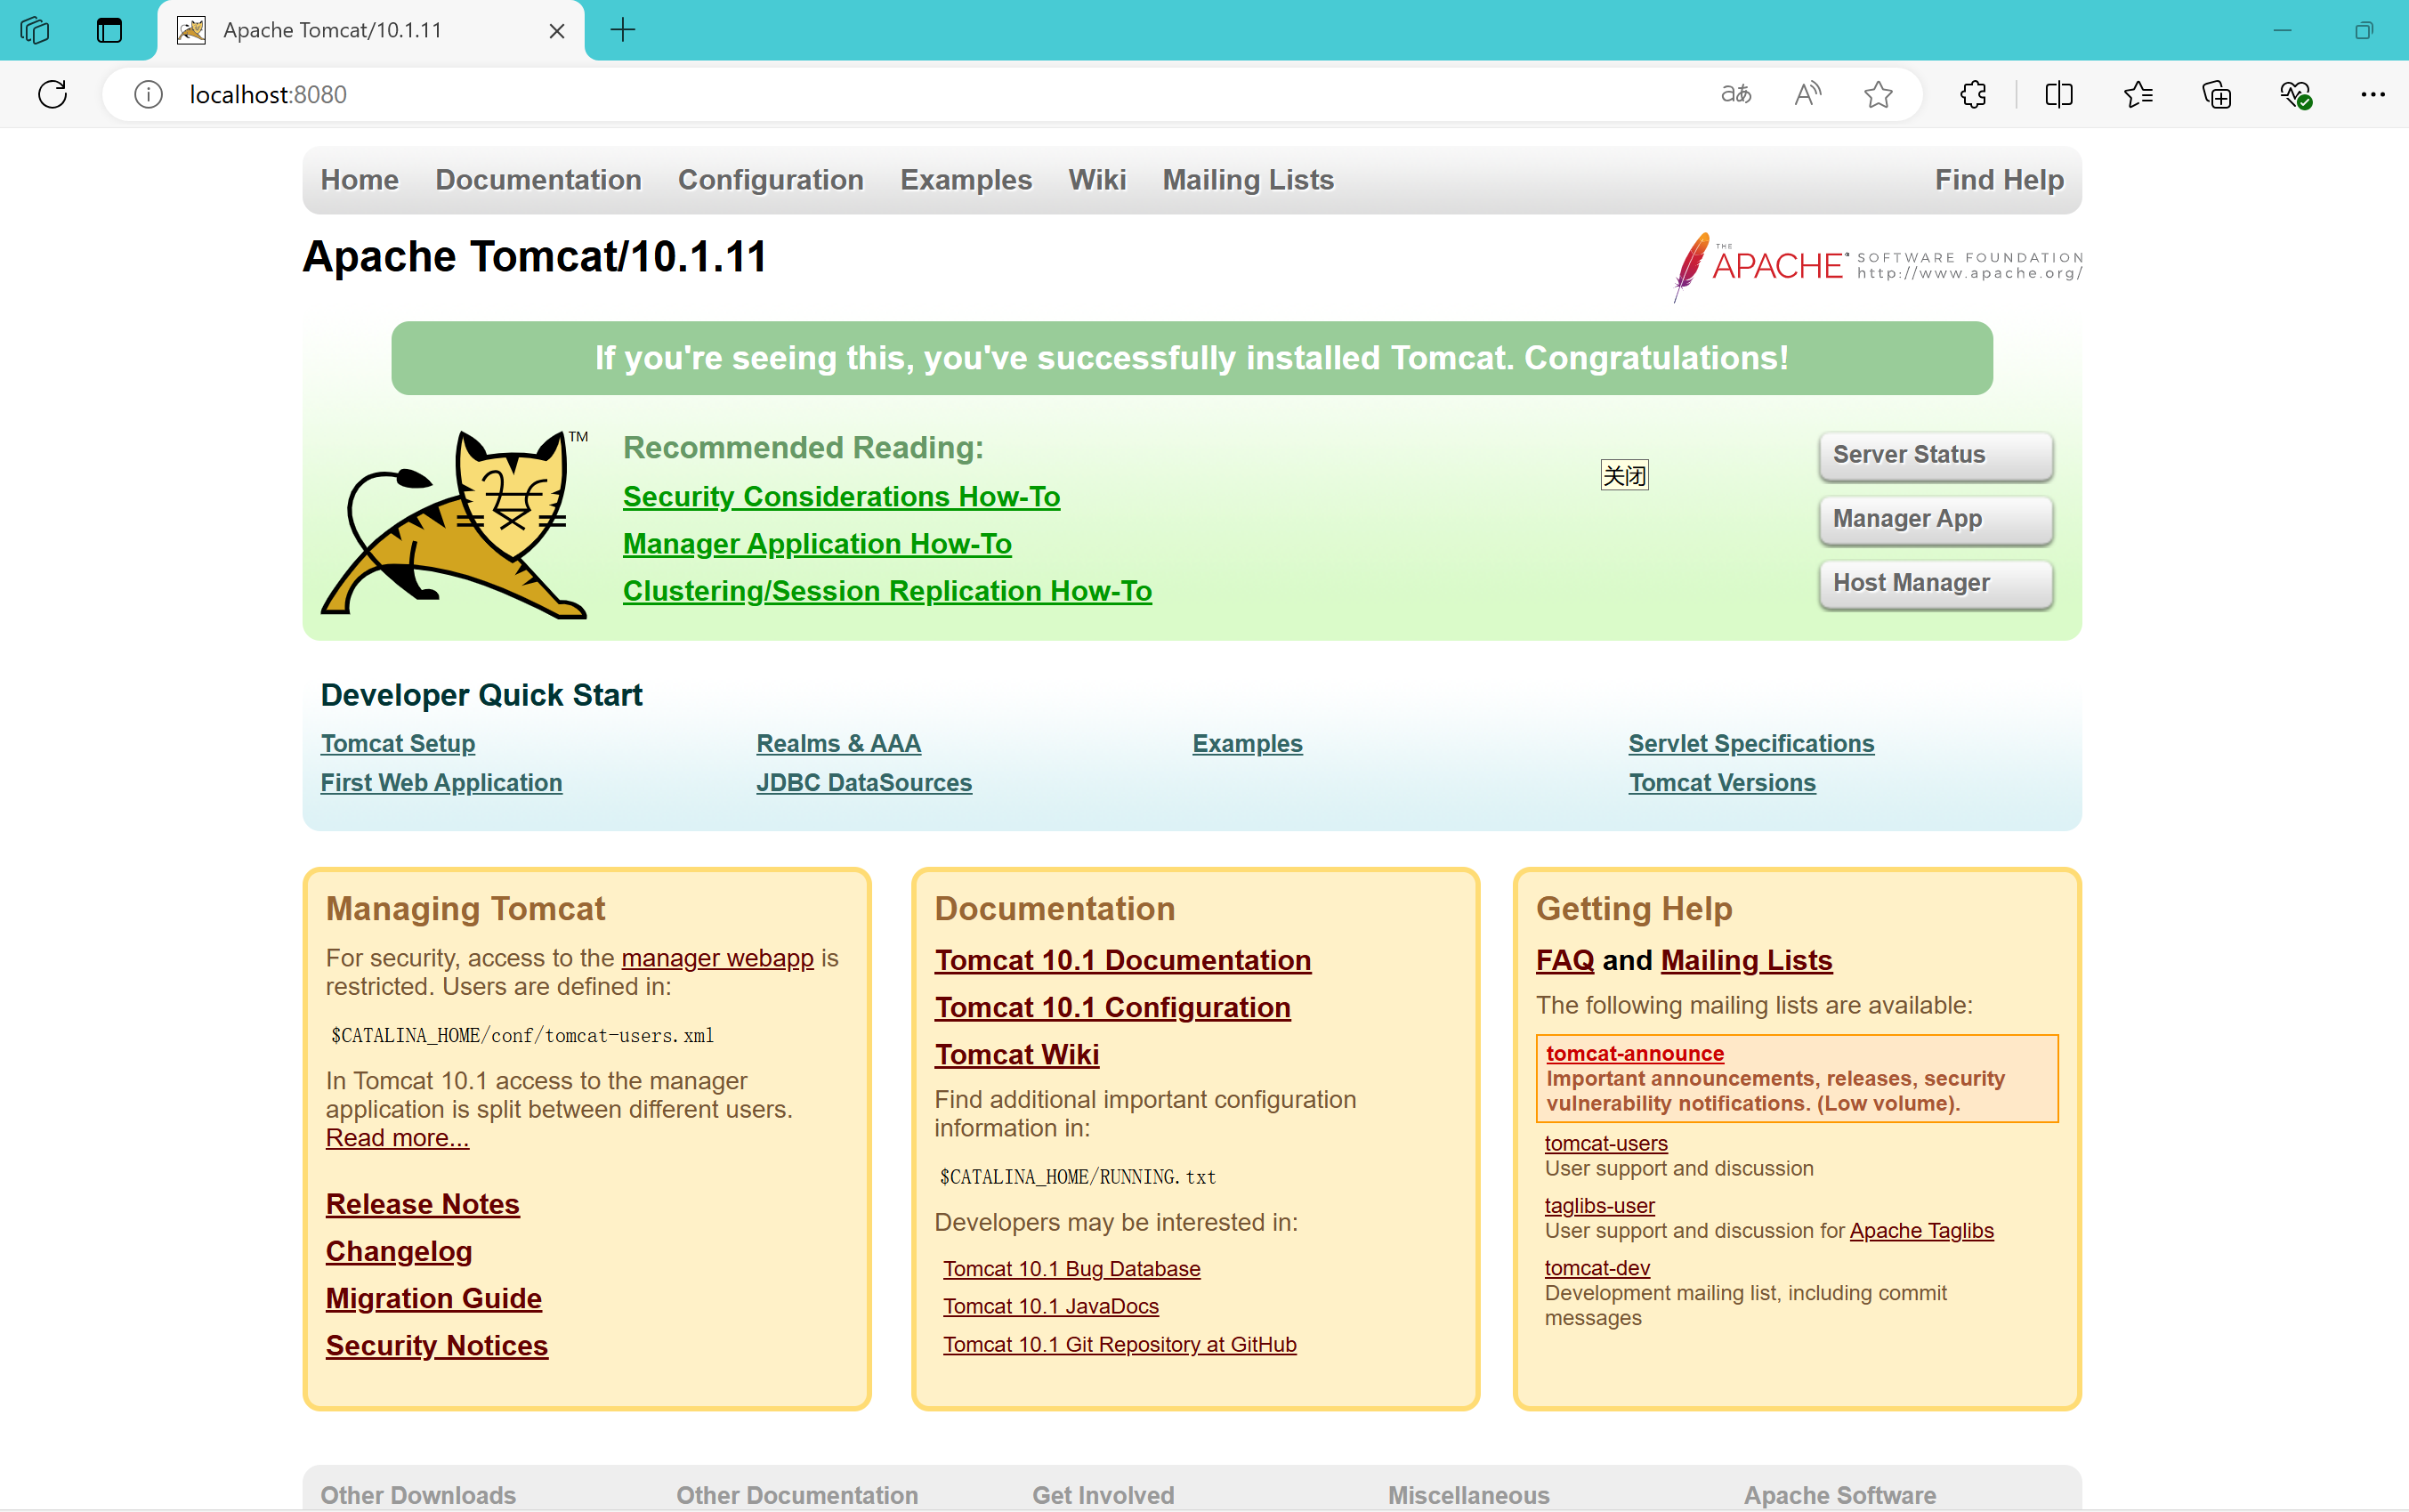 Apache Tomcat/10.1.11
localhost:8080
Home Documentation Configuration Examples Wiki Mailing Lists Find Help
Apache Tomcat/10.1.11
THE APACHE SOFTWARE FOUNDATION
http://www.apache.org/
If you're seeing this, you've successfully installed Tomcat. Congratulations!
TM
Recommended Reading:
Security Considerations How-To
Manager Application How-To
Clustering/Session Replication How-To
关闭
Server Status
Manager App
Host Manager
Developer Quick Start
Tomcat Setup
First Web Application
Realms & AAA
JDBC DataSources
Examples
Servlet Specifications
Tomcat Versions
Managing Tomcat
For security, access to the manager webapp is
restricted. Users are defined in:
$CATALINA_HOME/conf/tomcat-users.xml
In Tomcat 10.1 access to the manager
application is split between different users.
Read more...
Release Notes
Changelog
Migration Guide
Security Notices
Documentation
Tomcat 10.1 Documentation
Tomcat 10.1 Configuration
Tomcat Wiki
Find additional important configuration
information in:
$CATALINA_HOME/RUNNING.txt
Developers may be interested in:
Tomcat 10.1 Bug Database
Tomcat 10.1 JavaDocs
Tomcat 10.1 Git Repository at GitHub
Getting Help
FAQ and Mailing Lists
The following mailing lists are available:
tomcat-announce
Important announcements, releases, security
vulnerability notifications. (Low volume).
tomcat-users
User support and discussion
taglibs-user
User support and discussion for Apache Taglibs
tomcat-dev
Development mailing list, including commit
messages
Other Downloads Other Documentation Get Involved Miscellaneous Apache Software